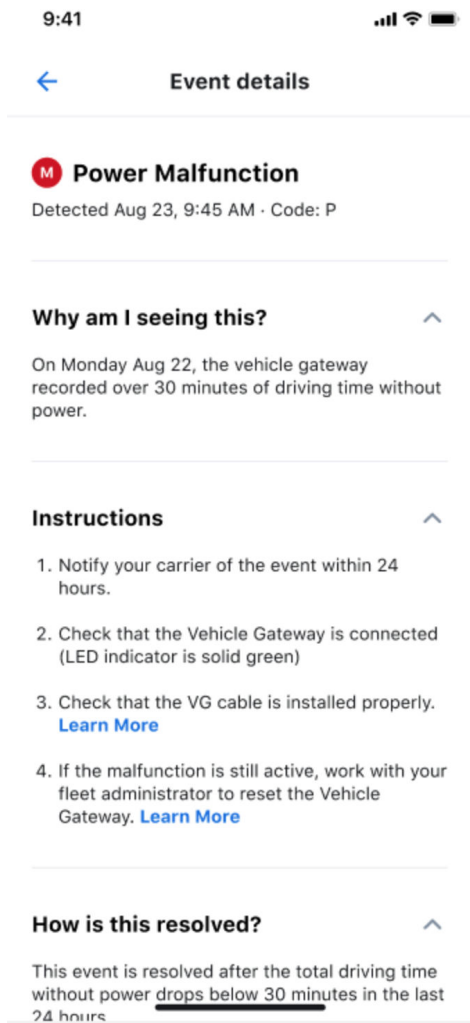 9:41
Event details
M Power Malfunction
Detected Aug 23, 9:45 AM · Code: P
Why am I seeing this?
On Monday Aug 22, the vehicle gateway
recorded over 30 minutes of driving time without
power.
Instructions
1. Notify your carrier of the event within 24
hours.
2. Check that the Vehicle Gateway is connected
(LED indicator is solid green)
3. Check that the VG cable is installed properly.
Learn More
4. If the malfunction is still active, work with your
fleet administrator to reset the Vehicle
Gateway. Learn More
How is this resolved?
This event is resolved after the total driving time
without power drops below 30 minutes in the last
24 hours